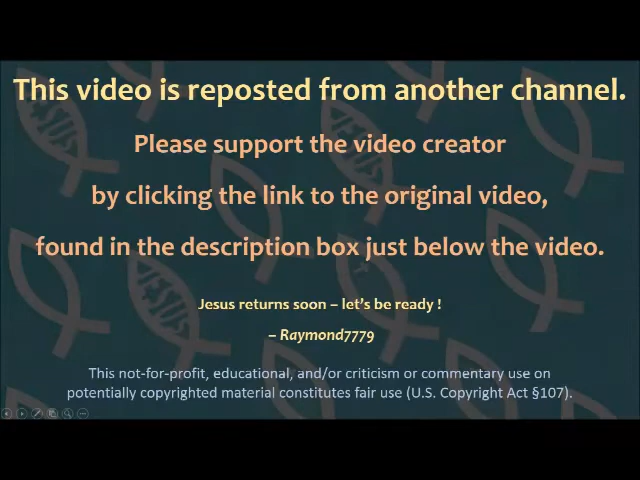 This video is reposted from another channel.
Please support the video creator
by clicking the link to the original video,
found in the description box just below the video.
Jesus returns soon – let's be ready !
– Raymond7779
This not-for-profit, educational, and/or criticism or commentary use on
potentially copyrighted material constitutes fair use (U.S. Copyright Act §107).
JESUS
JESUS
JESUS